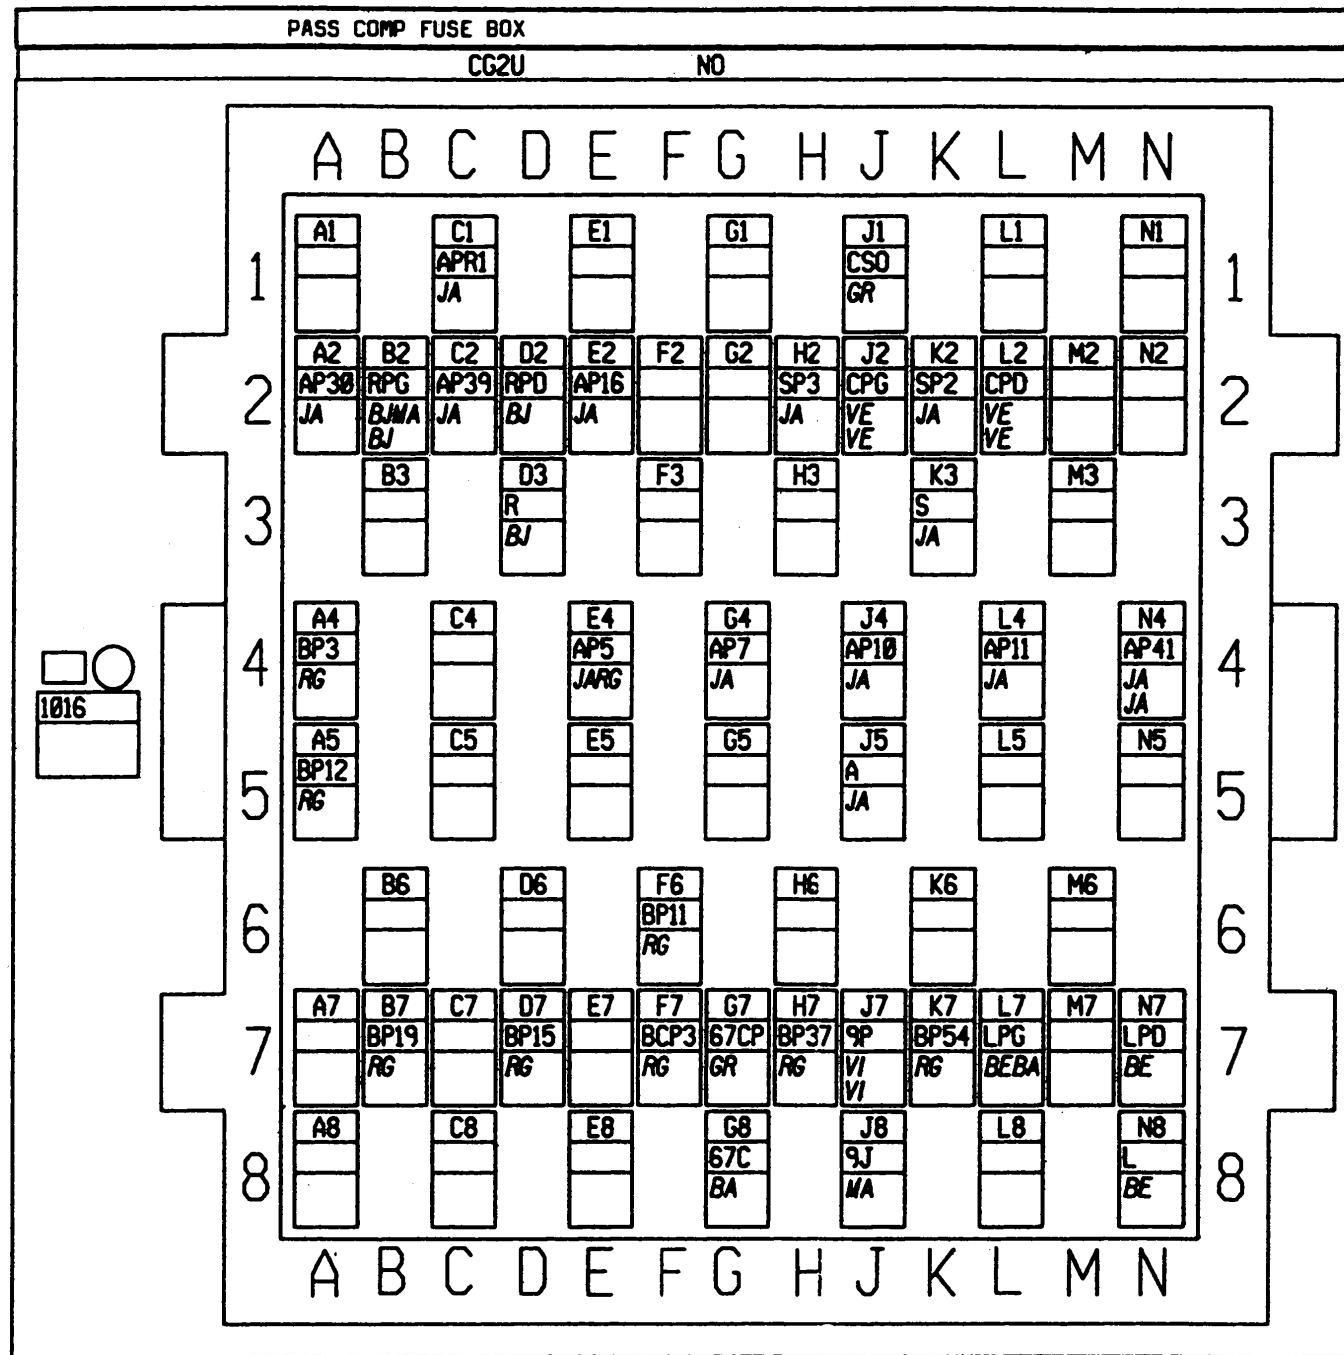 PASS COMP FUSE BOX
CG2U NO
A B C D E F G H J K L M N
A1 C1 E1 G1 J1 L1 N1
APR1 CSO
1 1
JA GR
A2 B2 C2 D2 E2 F2 G2 H2 J2 K2 L2 M2 N2
AP30 RPG AP39 RPD AP16 SP3 CPG SP2 CPD
2 JA BJMA JA BJ JA JA VE JA VE 2
BJ VE VE
B3 D3 F3 H3 K3 M3
R S
3 3
BJ JA
A4 C4 E4 G4 J4 L4 N4
BP3 AP5 AP7 AP10 AP11 AP41
4 4
RG JARG JA JA JA JA
JA
1016
A5 C5 E5 G5 J5 L5 N5
BP12 A
5 5
RG JA
B6 D6 F6 H6 K6 M6
BP11
6 6
RG
A7 B7 C7 D7 E7 F7 G7 H7 J7 K7 L7 M7 N7
BP19 BP15 BCP3 67CP BP37 9P BP54 LPG LPD
7 7
RG RG RG GR RG VI RG BEBA BE
VI
A8 C8 E8 G8 J8 L8 N8
67C 9J L
8 8
BA MA BE
A B C D E F G H J K L M N